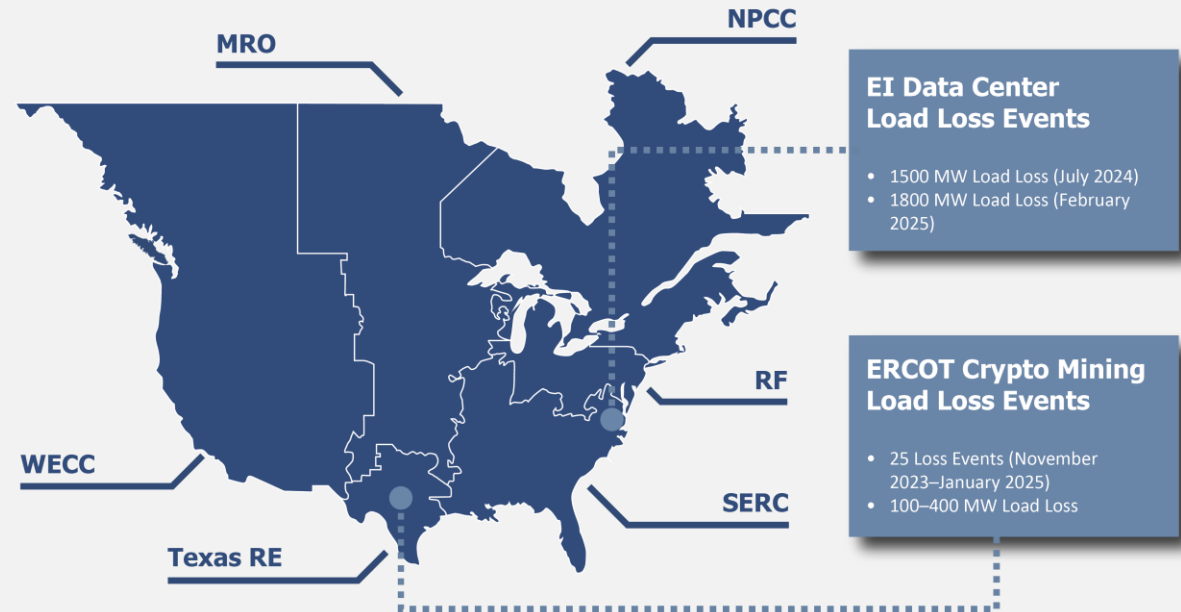 NPCC
MRO
EI Data Center
Load Loss Events
• 1500 MW Load Loss (July 2024)
• 1800 MW Load Loss (February
2025)
ERCOT Crypto Mining
Load Loss Events
• 25 Loss Events (November
2023–January 2025)
• 100–400 MW Load Loss
RF
WECC
SERC
Texas RE